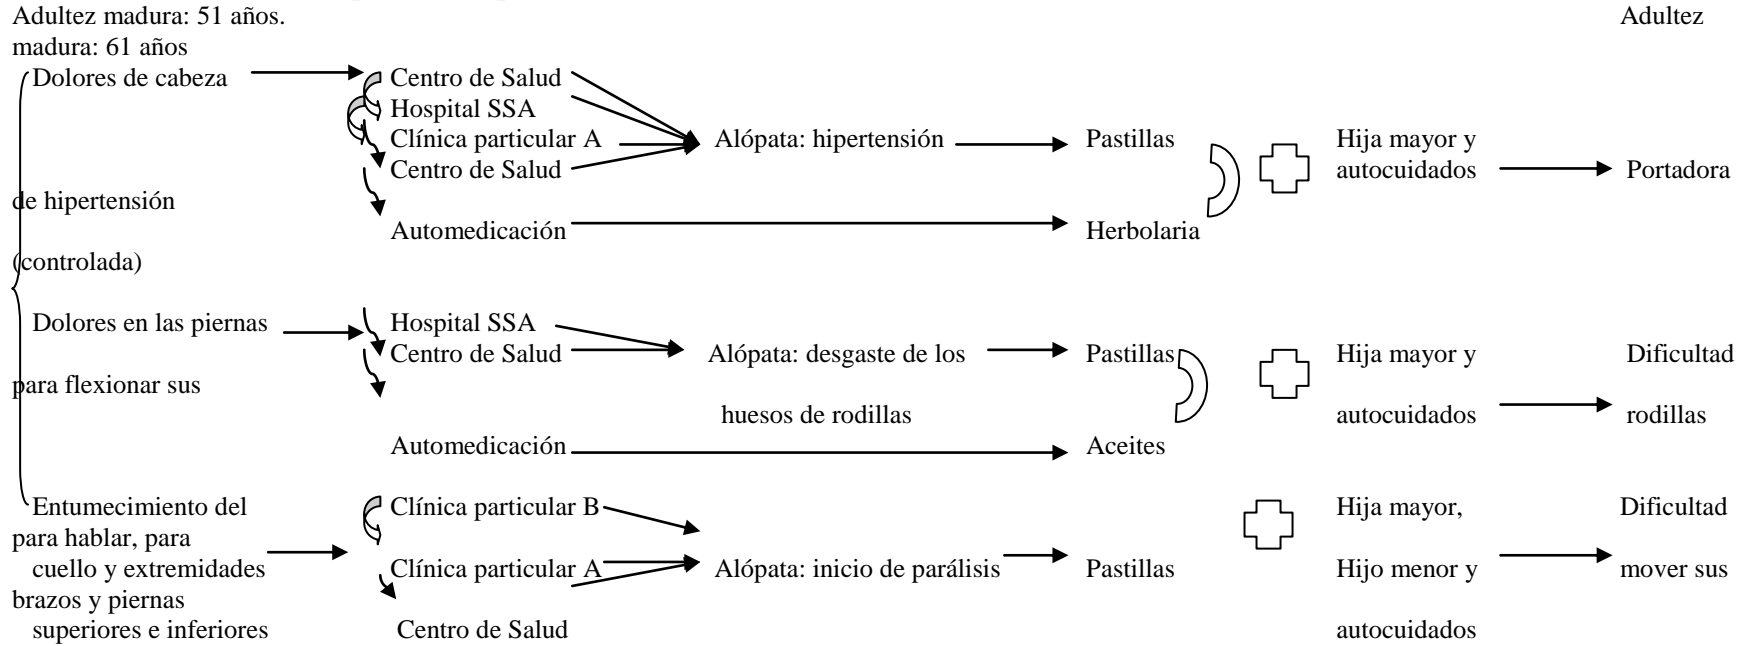 Adultez madura: 51 años. Adultez
madura: 61 años
Dolores de cabeza Centro de Salud
Hospital SSA
Clínica particular A Alópata: hipertensión Pastillas Hija mayor y
Centro de Salud autocuidados Portadora
de hipertensión
Automedicación Herbolaria
(controlada)
Dolores en las piernas Hospital SSA
Centro de Salud Alópata: desgaste de los Pastillas Hija mayor y Dificultad
para flexionar sus
huesos de rodillas autocuidados rodillas
Automedicación Aceites
Entumecimiento del Clínica particular B Hija mayor, Dificultad
para hablar, para
cuello y extremidades Clínica particular A Alópata: inicio de parálisis Pastillas Hijo menor y mover sus
brazos y piernas
superiores e inferiores Centro de Salud autocuidados